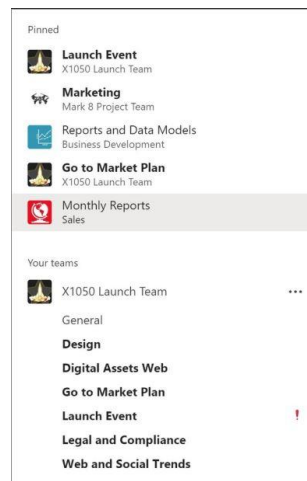 Pinned
Launch Event
X1050 Launch Team
Marketing
Mark 8 Project Team
Reports and Data Models
Business Development
Go to Market Plan
X1050 Launch Team
Monthly Reports
Sales
Your teams
X1050 Launch Team
General
Design
Digital Assets Web
Go to Market Plan
Launch Event
Legal and Compliance
Web and Social Trends